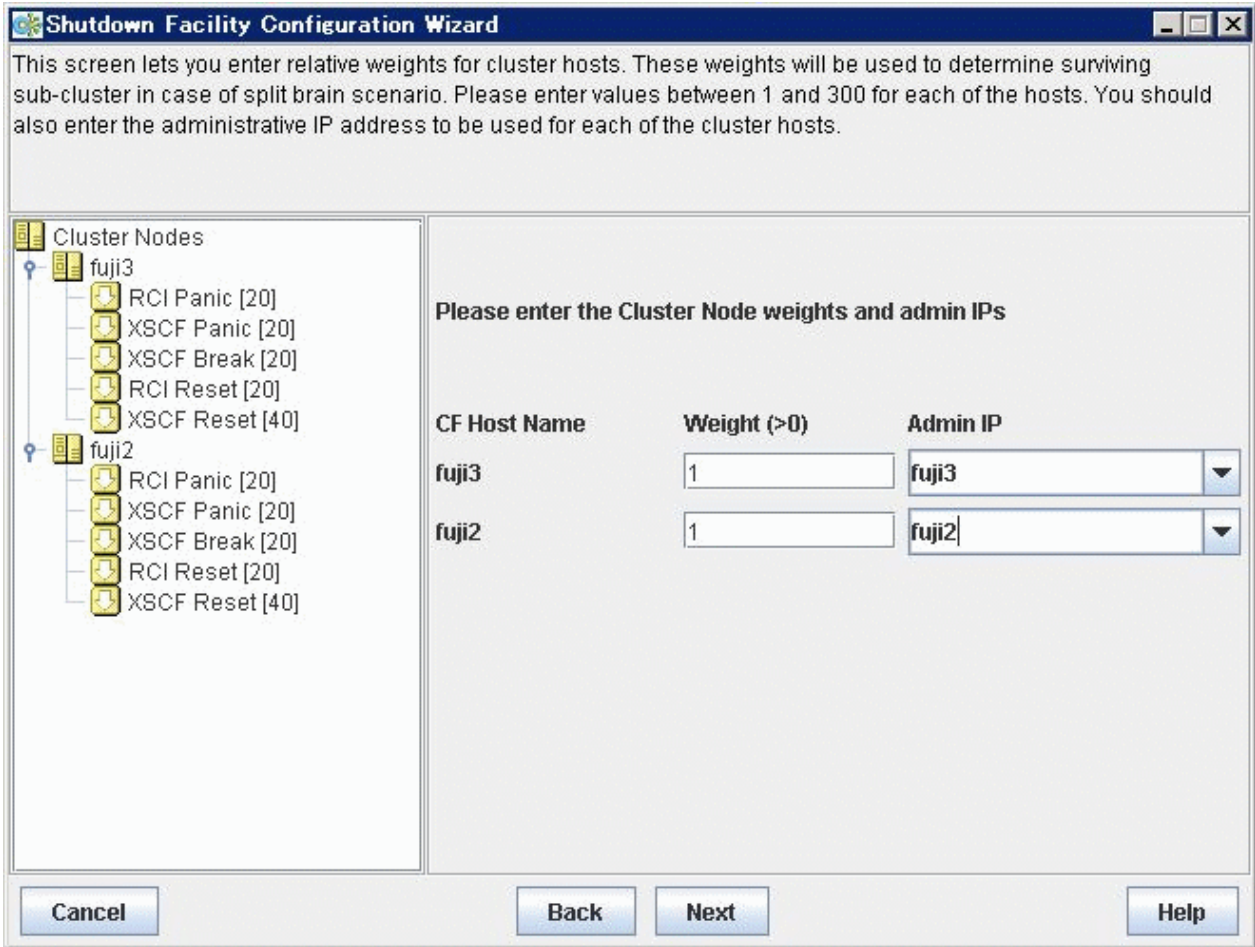 Shutdown Facility Configuration Wizard
This screen lets you enter relative weights for cluster hosts. These weights will be used to determine surviving
sub-cluster in case of split brain scenario. Please enter values between 1 and 300 for each of the hosts. You should
also enter the administrative IP address to be used for each of the cluster hosts.
Cluster Nodes
fuji3
RCI Panic [20]
XSCF Panic [20]
XSCF Break [20]
RCI Reset [20]
XSCF Reset [40]
fuji2
RCI Panic [20]
XSCF Panic [20]
XSCF Break [20]
RCI Reset [20]
XSCF Reset [40]
Please enter the Cluster Node weights and admin IPs
CF Host Name Weight (>0) Admin IP
fuji3 1 fuji3
fuji2 1 fuji2
Cancel Back Next Help